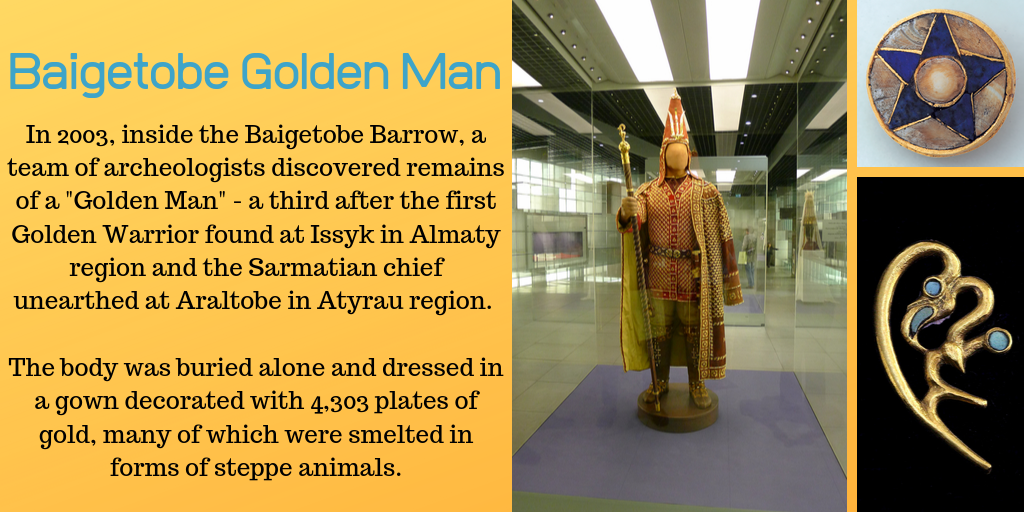 Baigetobe Golden Man
In 2003, inside the Baigetobe Barrow, a
team of archeologists discovered remains
of a "Golden Man" - a third after the first
Golden Warrior found at Issyk in Almaty
region and the Sarmatian chief
unearthed at Araltobe in Atyrau region.
The body was buried alone and dressed in
a gown decorated with 4,303 plates of
gold, many of which were smelted in
forms of steppe animals.